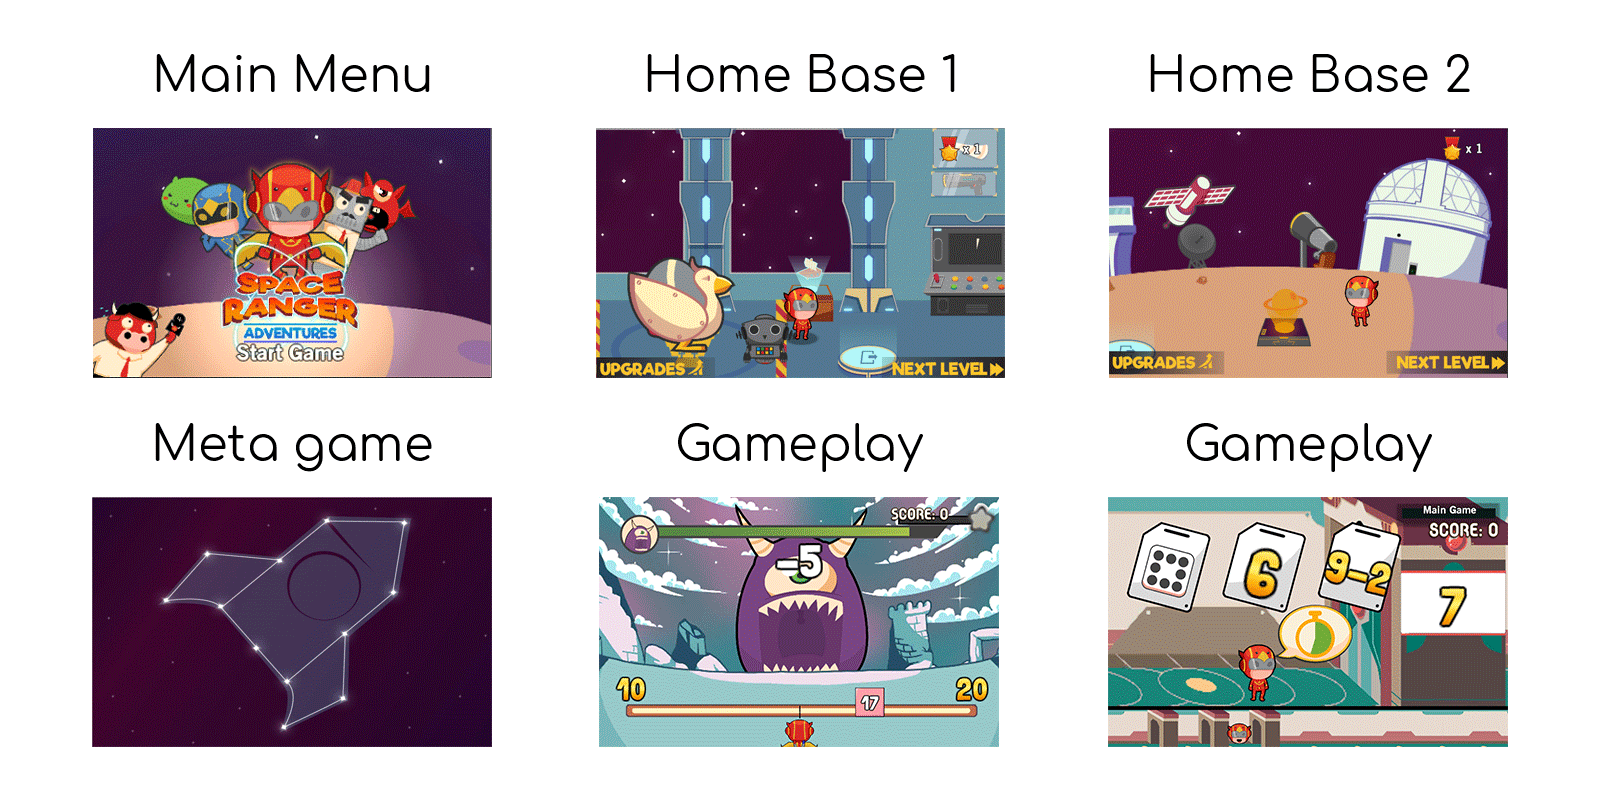 Main Menu
Home Base 1
Home Base 2
SPACE
RANGER
ADVENTURES
Start Game
x 1
UPGRADES
NEXT LEVEL
x 1
UPGRADES
NEXT LEVEL
Meta game
Gameplay
Gameplay
SCORE: 0
-5
10
20
17
Main Game
SCORE: 0
6
9-2
7